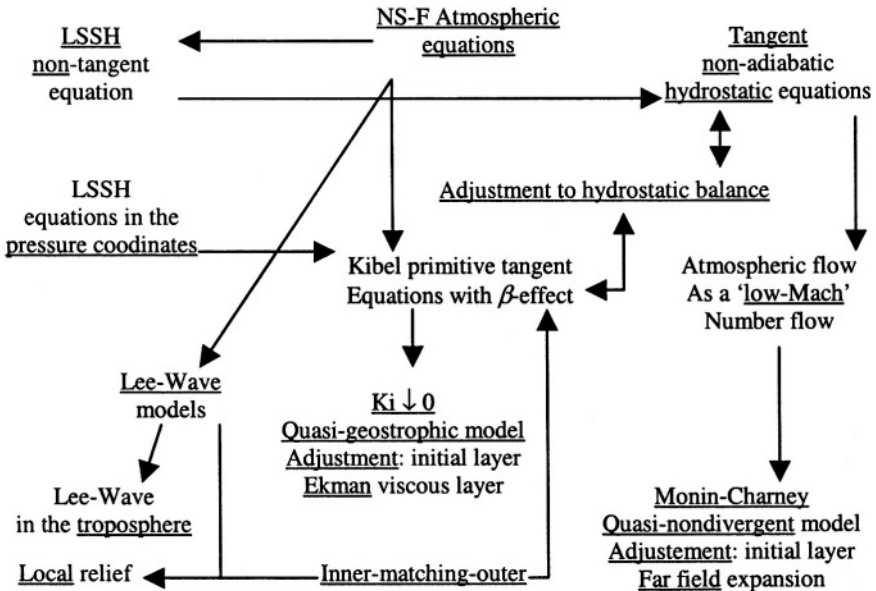 LSSH
non-tangent
equation
NS-F Atmospheric
equations
Tangent
non-adiabatic
hydrostatic equations
Adjustment to hydrostatic balance
LSSH
equations in the
pressure coodinates
Kibel primitive tangent
Equations with β-effect
Atmospheric flow
As a ‘low-Mach’
Number flow
Lee-Wave
models
Ki ↓ 0
Quasi-geostrophic model
Adjustment: initial layer
Ekman viscous layer
Lee-Wave
in the troposphere
Monin-Charney
Quasi-nondivergent model
Adjustement: initial layer
Far field expansion
Local relief
Inner-matching-outer